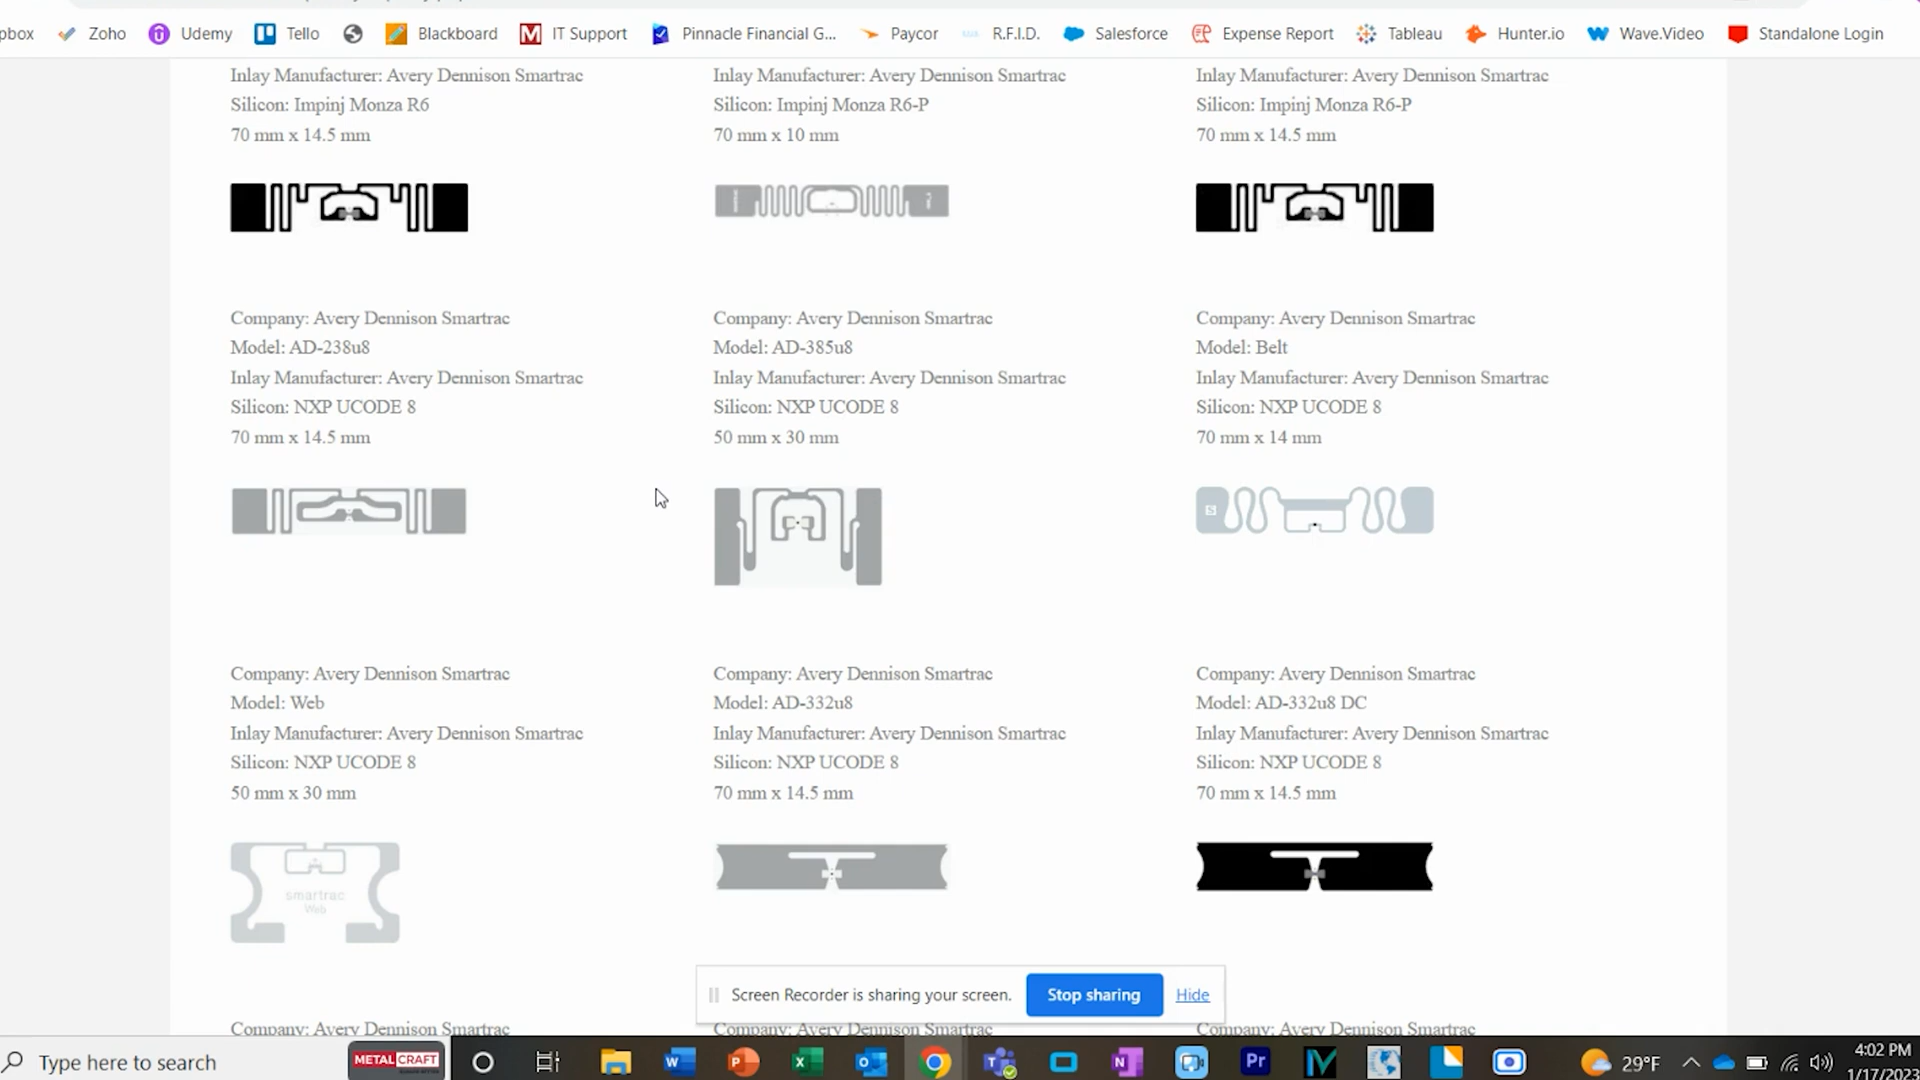 pbox Zoho Udemy Tello Blackboard IT Support Pinnacle Financial G... Paycor R.F.I.D. Salesforce Expense Report Tableau Hunter.io Wave.Video Standalone Login
Inlay Manufacturer: Avery Dennison Smartrac
Silicon: Impinj Monza R6
70 mm x 14.5 mm
Inlay Manufacturer: Avery Dennison Smartrac
Silicon: Impinj Monza R6-P
70 mm x 10 mm
Inlay Manufacturer: Avery Dennison Smartrac
Silicon: Impinj Monza R6-P
70 mm x 14.5 mm
Company: Avery Dennison Smartrac
Model: AD-238u8
Inlay Manufacturer: Avery Dennison Smartrac
Silicon: NXP UCODE 8
70 mm x 14.5 mm
Company: Avery Dennison Smartrac
Model: AD-385u8
Inlay Manufacturer: Avery Dennison Smartrac
Silicon: NXP UCODE 8
50 mm x 30 mm
Company: Avery Dennison Smartrac
Model: Belt
Inlay Manufacturer: Avery Dennison Smartrac
Silicon: NXP UCODE 8
70 mm x 14 mm
Company: Avery Dennison Smartrac
Model: Web
Inlay Manufacturer: Avery Dennison Smartrac
Silicon: NXP UCODE 8
50 mm x 30 mm
smartrac
Web
Company: Avery Dennison Smartrac
Model: AD-332u8
Inlay Manufacturer: Avery Dennison Smartrac
Silicon: NXP UCODE 8
70 mm x 14.5 mm
Company: Avery Dennison Smartrac
Model: AD-332u8 DC
Inlay Manufacturer: Avery Dennison Smartrac
Silicon: NXP UCODE 8
70 mm x 14.5 mm
Screen Recorder is sharing your screen. Stop sharing Hide
Company: Avery Dennison Smartrac
Company: Avery Dennison Smartrac
Company: Avery Dennison Smartrac
Type here to search
METALCRAFT
29°F
4:02 PM
1/17/2023